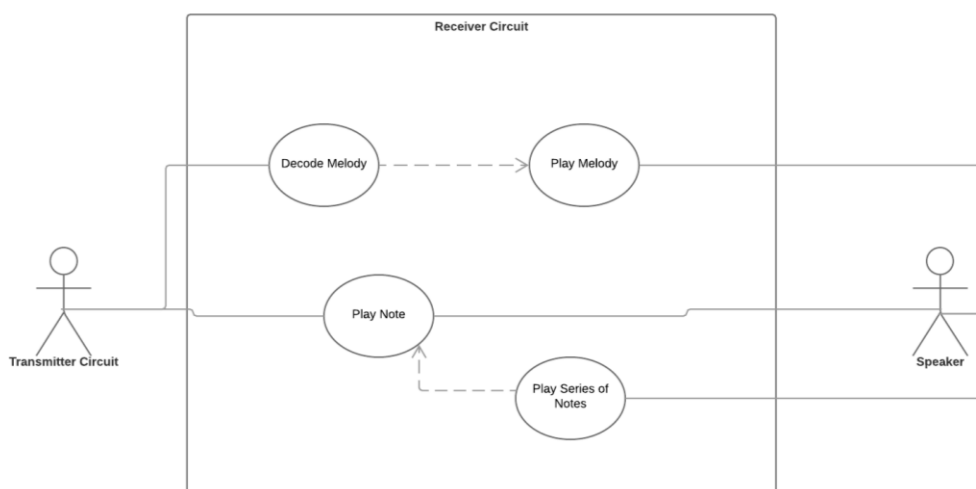 Receiver Circuit
Decode Melody
Play Melody
Play Note
Transmitter Circuit
Speaker
Play Series of
Notes